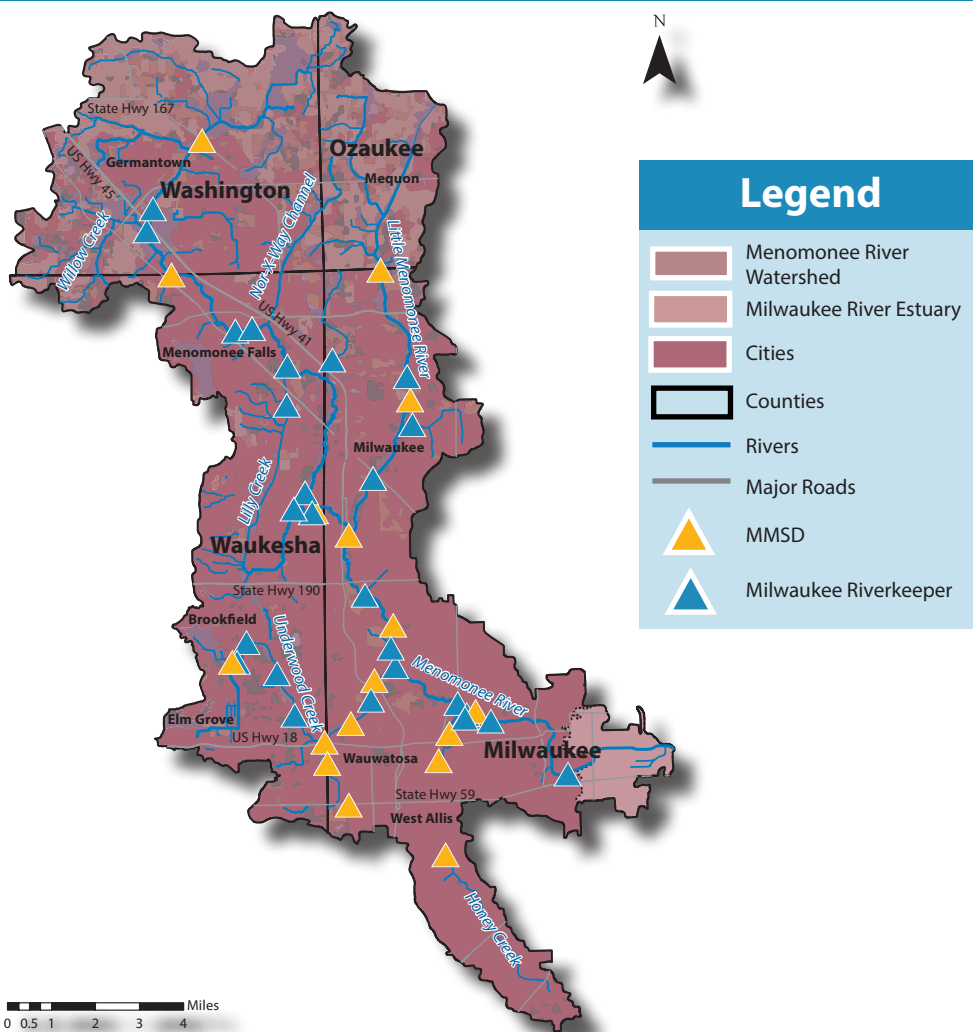 N
State Hwy 167
Germantown
US Hwy 45
Washington
Ozaukee
Mequon
Willow Creek
Nor-X-Way Channel
Little Menomonee River
US Hwy 41
Menomonee Falls
Milwaukee
Lilly Creek
Waukesha
State Hwy 190
Brookfield
Underwood Creek
Menomonee River
Elm Grove
US Hwy 18
Wauwatosa
Milwaukee
State Hwy 59
West Allis
Honey Creek
Miles
0 0.5 1 2 3 4
Legend
Menomonee River
Watershed
Milwaukee River Estuary
Cities
Counties
Rivers
Major Roads
MMSD
Milwaukee Riverkeeper